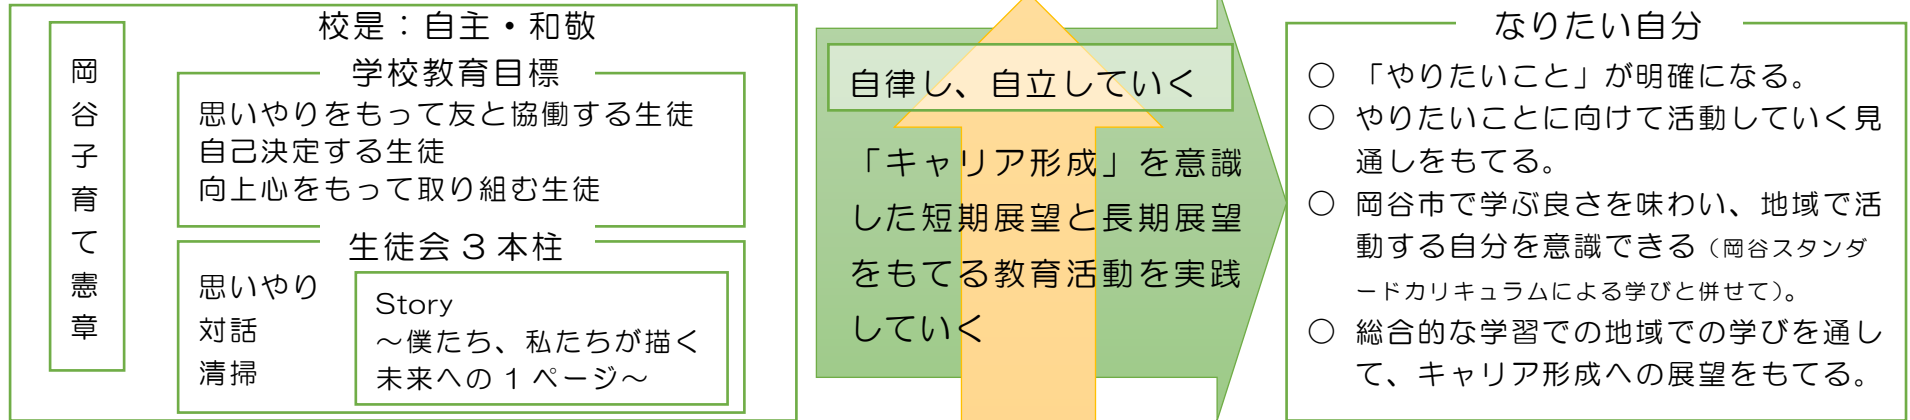 岡谷子育て憲章
校是：自主・和敬
学校教育目標
思いやりをもって友と協働する生徒
自己決定する生徒
向上心をもって取り組む生徒
生徒会３本柱
思いやり
対話
清掃
Story
～僕たち、私たちが描く
未来への１ページ～
自律し、自立していく
「キャリア形成」を意識
した短期展望と長期展望
をもてる教育活動を実践
していく
なりたい自分
○ 「やりたいこと」が明確になる。
○ やりたいことに向けて活動していく見
通しをもてる。
○ 岡谷市で学ぶ良さを味わい、地域で活
動する自分を意識できる（岡谷スタンダ
ードカリキュラムによる学びと併せて）。
○ 総合的な学習での地域での学びを通し
て、キャリア形成への展望をもてる。